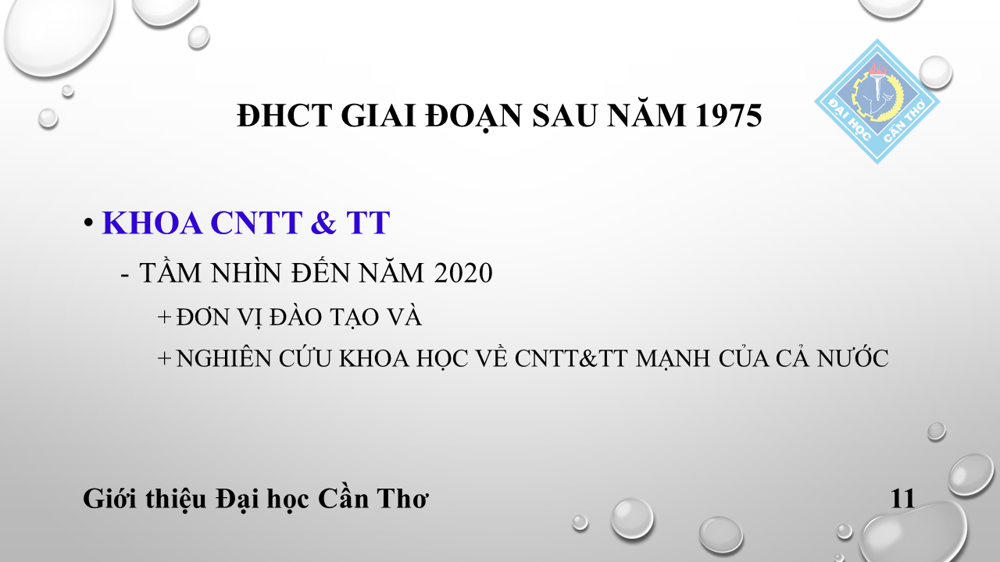 ĐẠI HỌC CẦN THƠ
ĐHCT GIAI ĐOẠN SAU NĂM 1975
• KHOA CNTT & TT
- TẦM NHÌN ĐẾN NĂM 2020
+ ĐƠN VỊ ĐÀO TẠO VÀ
+ NGHIÊN CỨU KHOA HỌC VỀ CNTT&TT MẠNH CỦA CẢ NƯỚC
Giới thiệu Đại học Cần Thơ 11